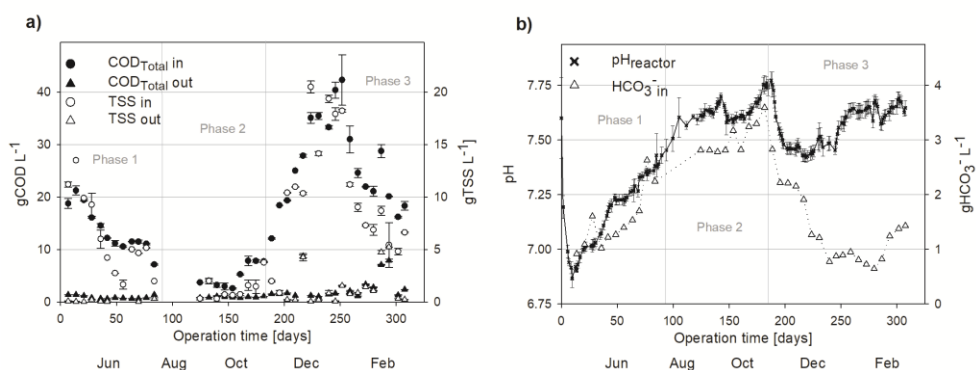 a)
COD_Total in
COD_Total out
TSS in
TSS out
Phase 1
Phase 2
Phase 3
gCOD L⁻¹
40
30
20
10
0
gTSS L⁻¹
20
15
10
5
0
0 50 100 150 200 250 300
Operation time [days]
Jun Aug Oct Dec Feb
b)
pH_reactor
HCO₃⁻ in
Phase 1
Phase 2
Phase 3
pH
7.75
7.50
7.25
7.00
6.75
gHCO₃⁻ L⁻¹
4
3
2
1
0
0 50 100 150 200 250 300
Operation time [days]
Jun Aug Oct Dec Feb